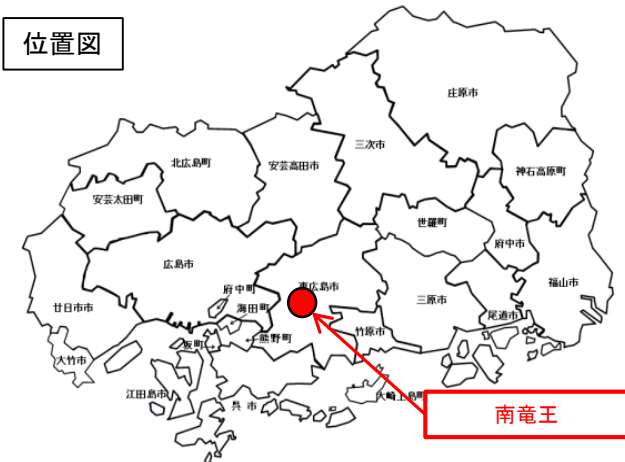 位置図
庄原市
三次市
北広島町
安芸高田市
神石高原町
安芸太田町
世羅町
府中市
広島市
東広島市
福山市
府中町
三原市
廿日市市
海田町
尾道市
竹原市
坂町→
←熊野町
大竹市
江田島市
大崎上島町
呉市
南竜王